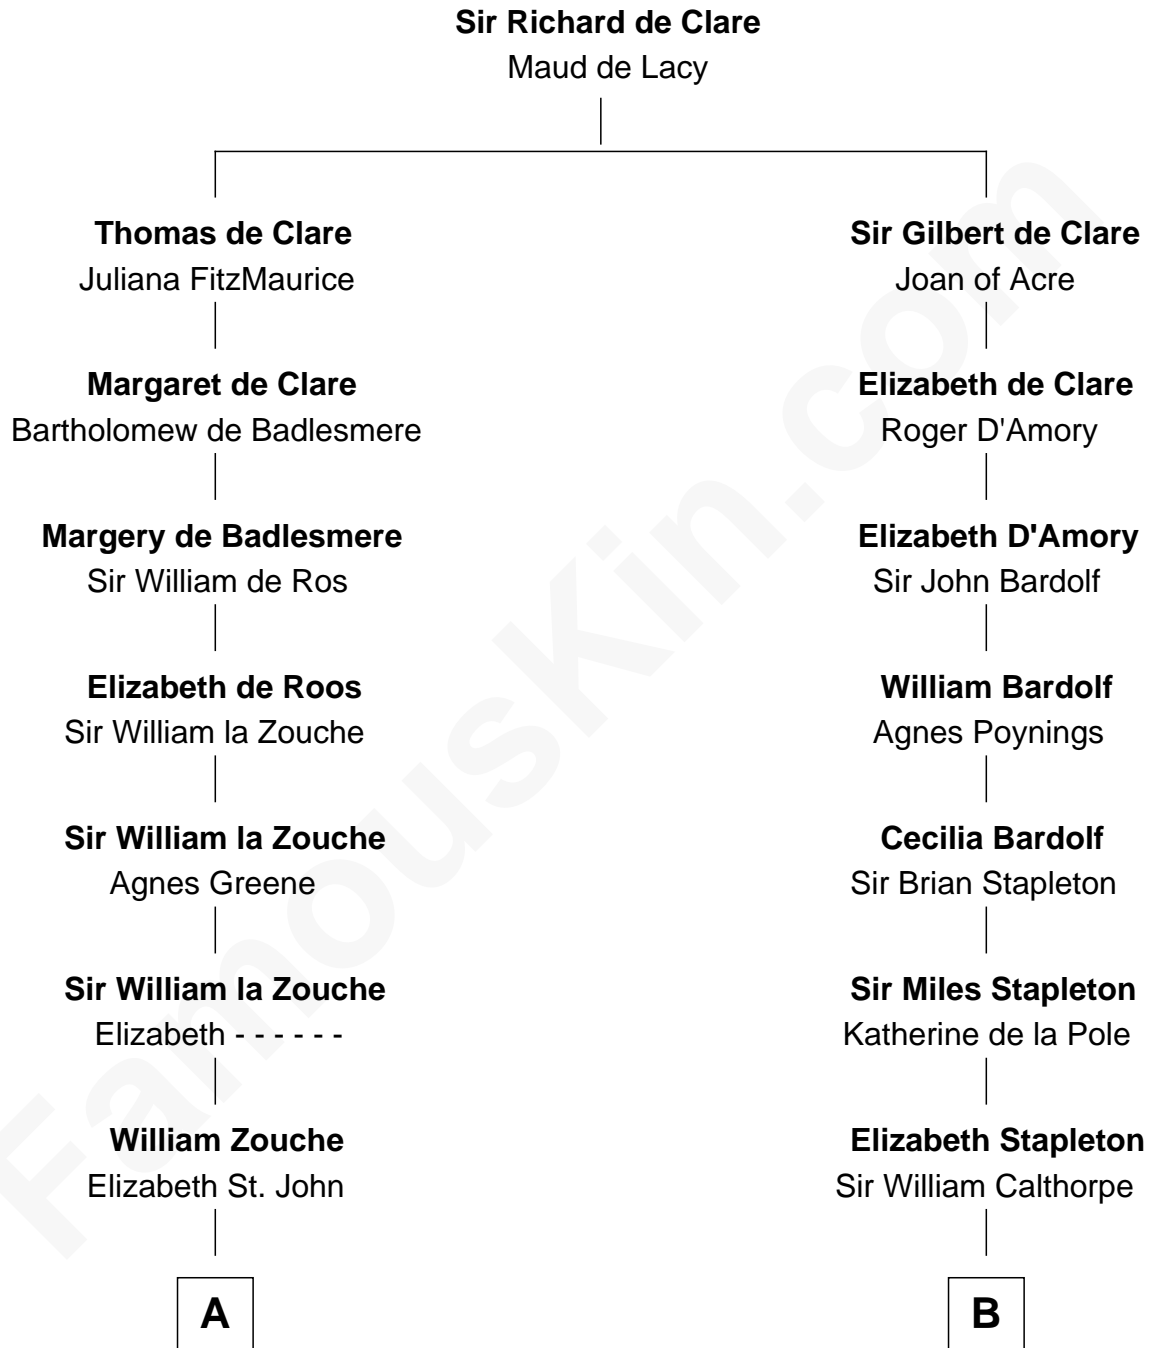 Sir Richard de Clare
Maud de Lacy
Thomas de Clare
Juliana FitzMaurice
Sir Gilbert de Clare
Joan of Acre
Margaret de Clare
Bartholomew de Badlesmere
Elizabeth de Clare
Roger D'Amory
Margery de Badlesmere
Sir William de Ros
Elizabeth D'Amory
Sir John Bardolf
Elizabeth de Roos
Sir William la Zouche
William Bardolf
Agnes Poynings
Sir William la Zouche
Agnes Greene
Cecilia Bardolf
Sir Brian Stapleton
Sir William la Zouche
Elizabeth - - - - - -
Sir Miles Stapleton
Katherine de la Pole
William Zouche
Elizabeth St. John
Elizabeth Stapleton
Sir William Calthorpe
A
B
FamousKin.com